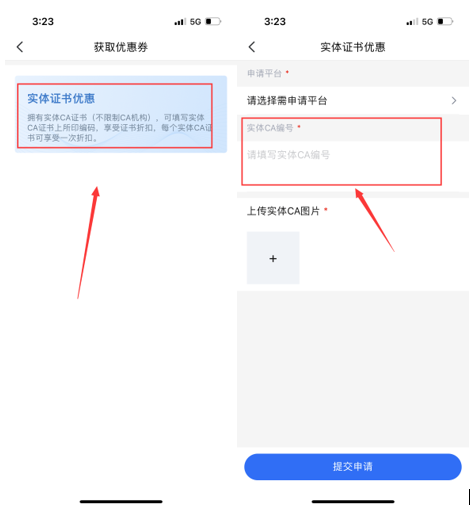 3:23
5G
获取优惠券
实体证书优惠
拥有实体CA证书（不限制CA机构），可填写实体
CA证书上所印编码，享受证书折扣，每个实体CA证
书可享受一次折扣。
3:23
5G
实体证书优惠
申请平台 *
请选择需申请平台
实体CA编号 *
请填写实体CA编号
上传实体CA图片 *
+
提交申请